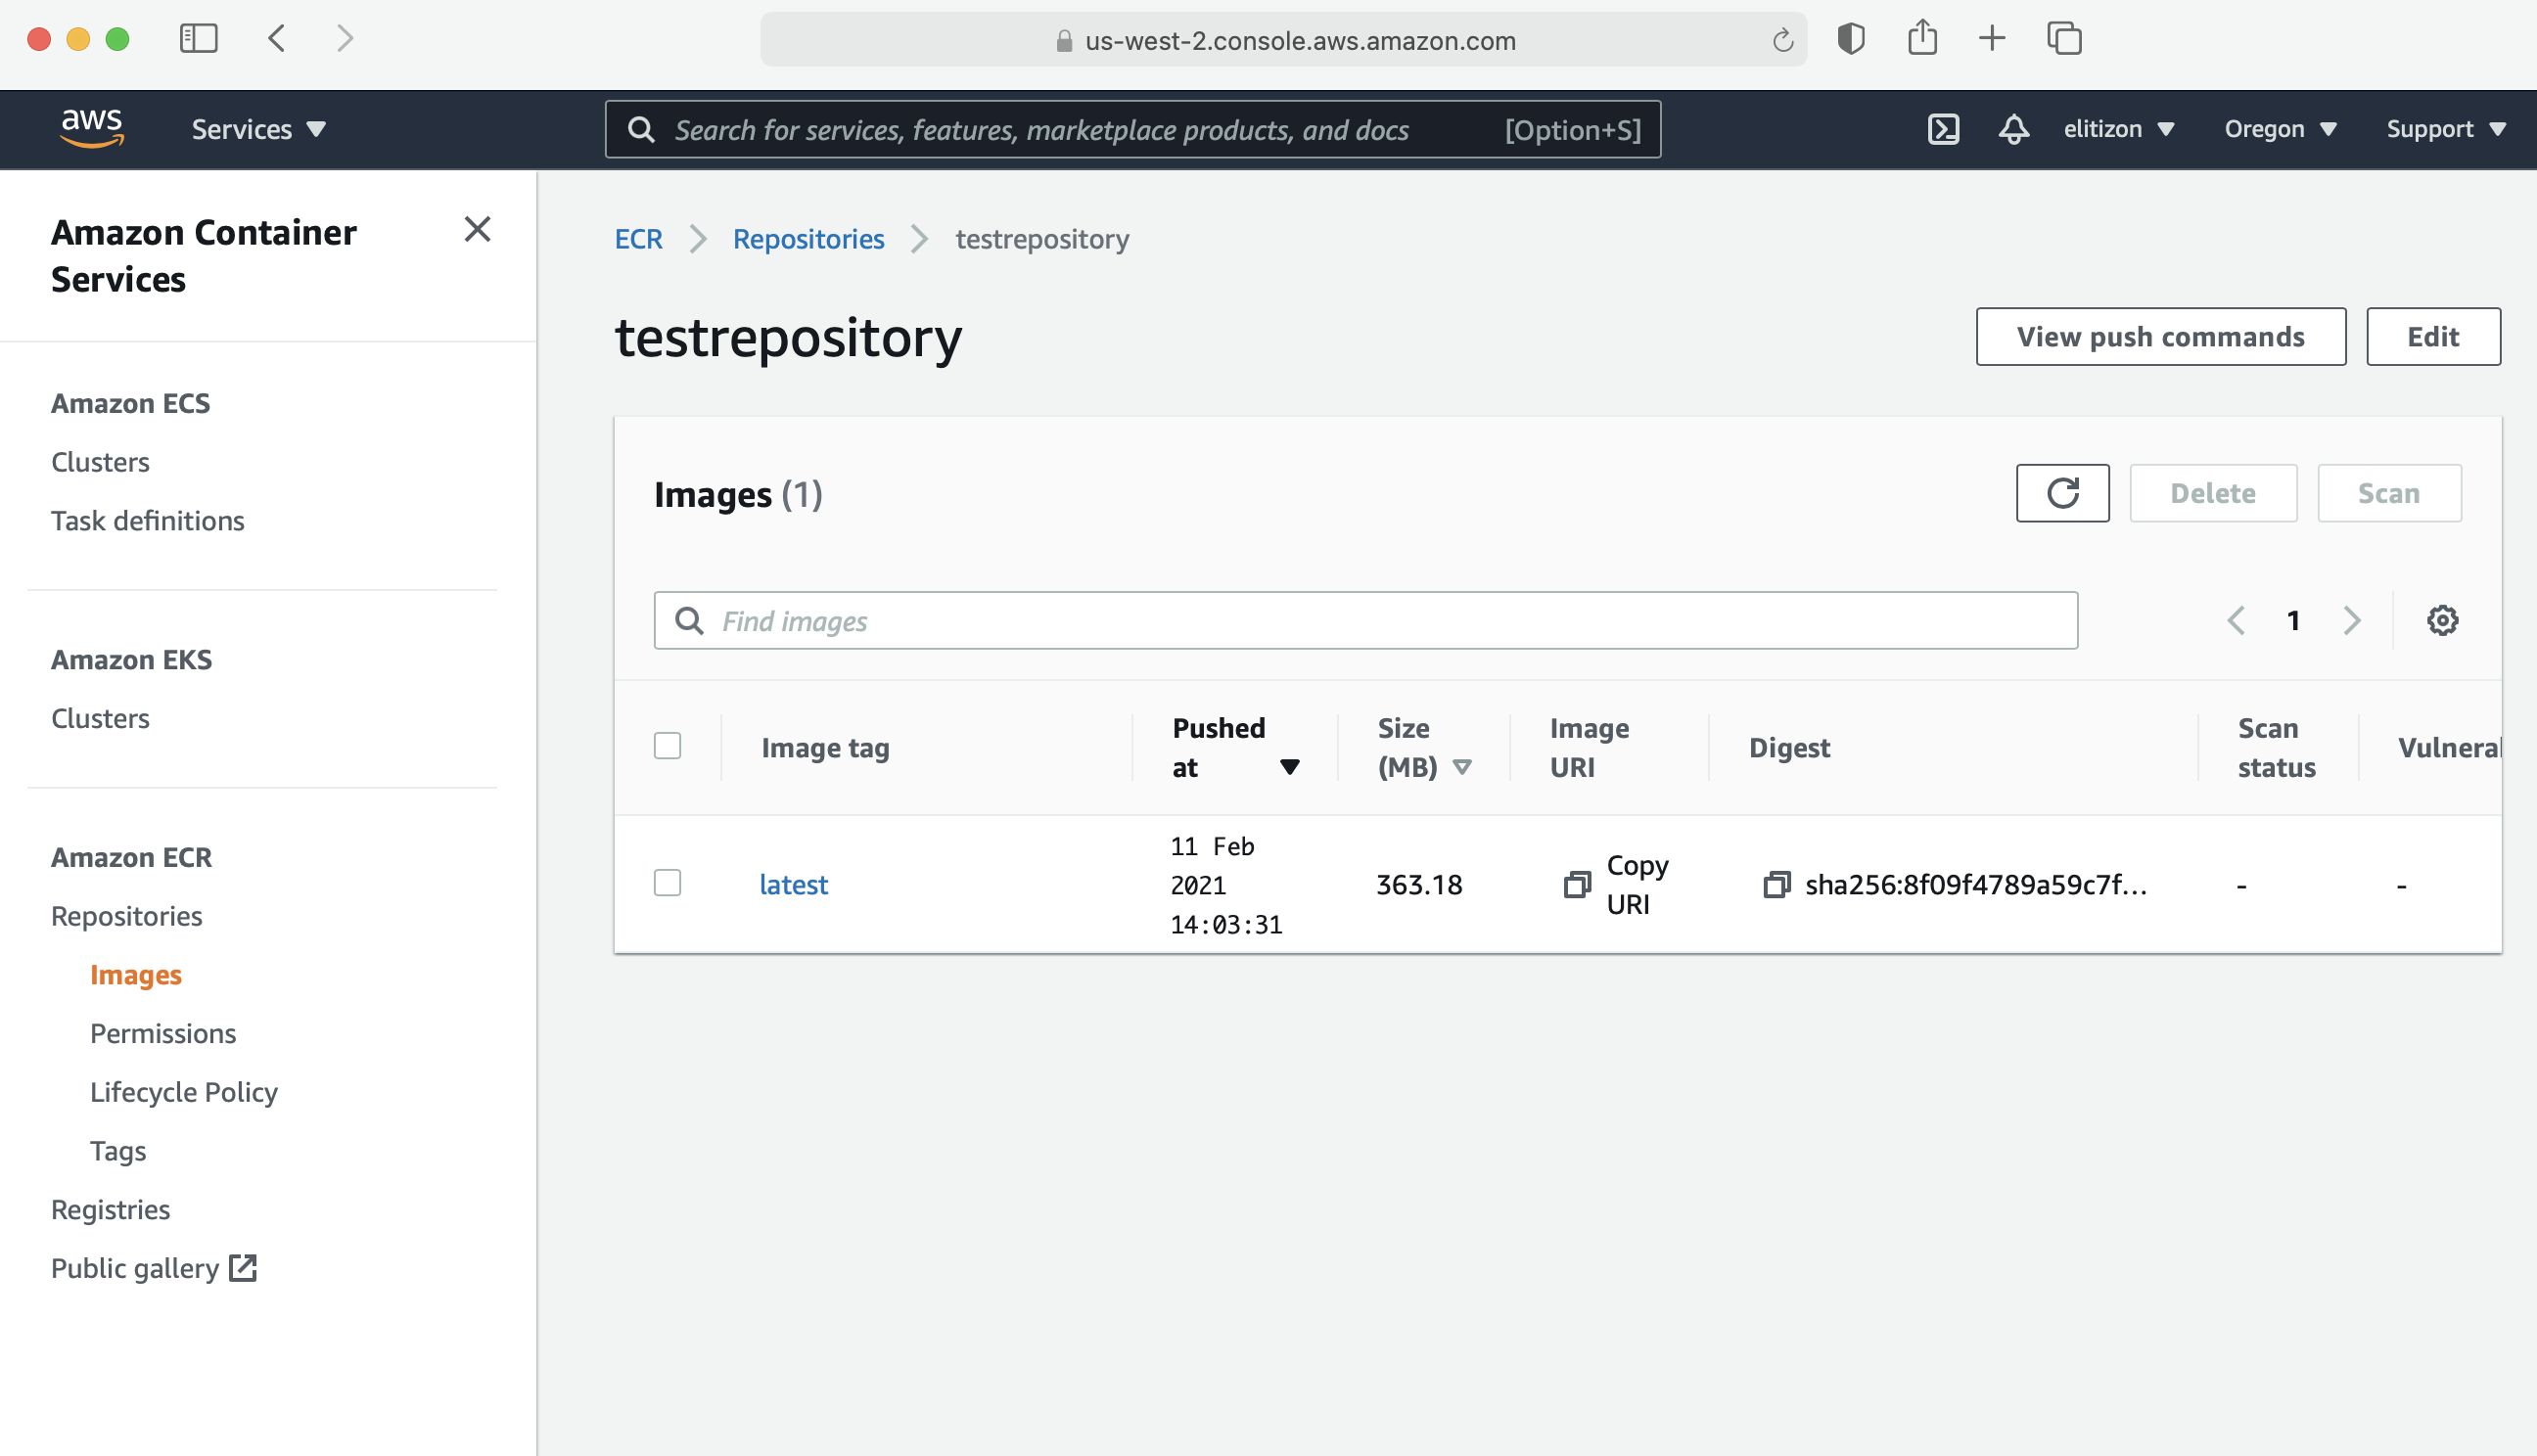 us-west-2.console.aws.amazon.com
aws
Services
Search for services, features, marketplace products, and docs
[Option+S]
elitizon
Oregon
Support
Amazon Container
Services
Amazon ECS
Clusters
Task definitions
Amazon EKS
Clusters
Amazon ECR
Repositories
Images
Permissions
Lifecycle Policy
Tags
Registries
Public gallery
ECR
Repositories
testrepository
testrepository
View push commands
Edit
Images (1)
Delete
Scan
Find images
1
Image tag
Pushed
at
Size
(MB)
Image
URI
Digest
Scan
status
Vulnera
latest
11 Feb
2021
14:03:31
363.18
Copy
URI
sha256:8f09f4789a59c7f...
-
-